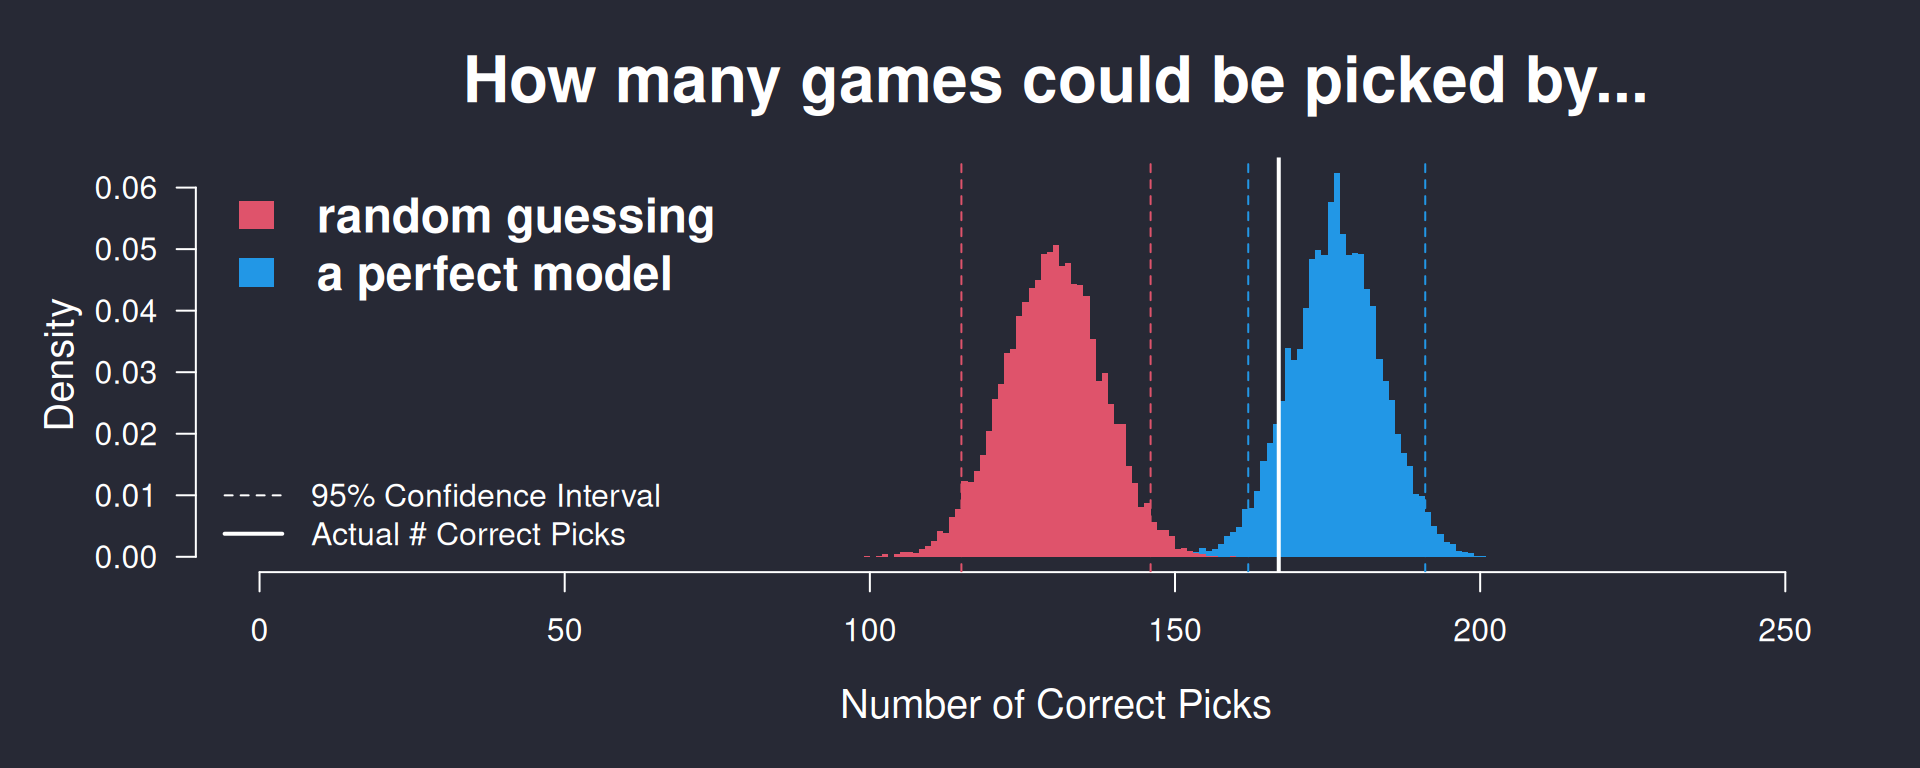 How many games could be picked by...
random guessing
a perfect model
Density
0.06
0.05
0.04
0.03
0.02
0.01
0.00
95% Confidence Interval
Actual # Correct Picks
0 50 100 150 200 250
Number of Correct Picks